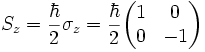 S_z = \frac{\hbar}{2} \sigma_z = \frac{\hbar}{2} \begin{pmatrix} 1 & 0 \\ 0 & -1 \end{pmatrix}